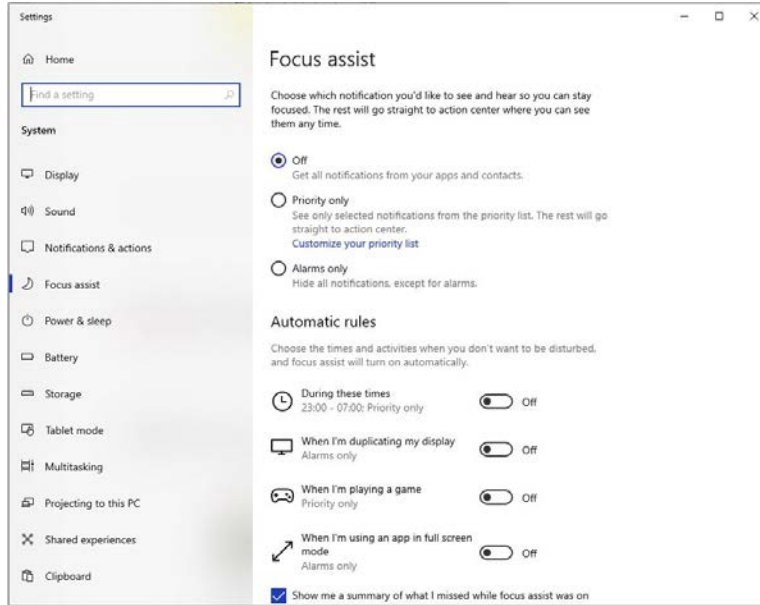 Settings
Home
Find a setting
System
Display
Sound
Notifications & actions
Focus assist
Power & sleep
Battery
Storage
Tablet mode
Multitasking
Projecting to this PC
Shared experiences
Clipboard
Focus assist
Choose which notification you'd like to see and hear so you can stay
focused. The rest will go straight to action center where you can see
them any time.
Off
Get all notifications from your apps and contacts.
Priority only
See only selected notifications from the priority list. The rest will go
straight to action center.
Customize your priority list
Alarms only
Hide all notifications, except for alarms.
Automatic rules
Choose the times and activities when you don't want to be disturbed,
and focus assist will turn on automatically.
During these times
Off
23:00 - 07:00; Priority only
When I'm duplicating my display
Off
Alarms only
When I'm playing a game
Off
Priority only
When I'm using an app in full screen
mode
Off
Alarms only
Show me a summary of what I missed while focus assist was on